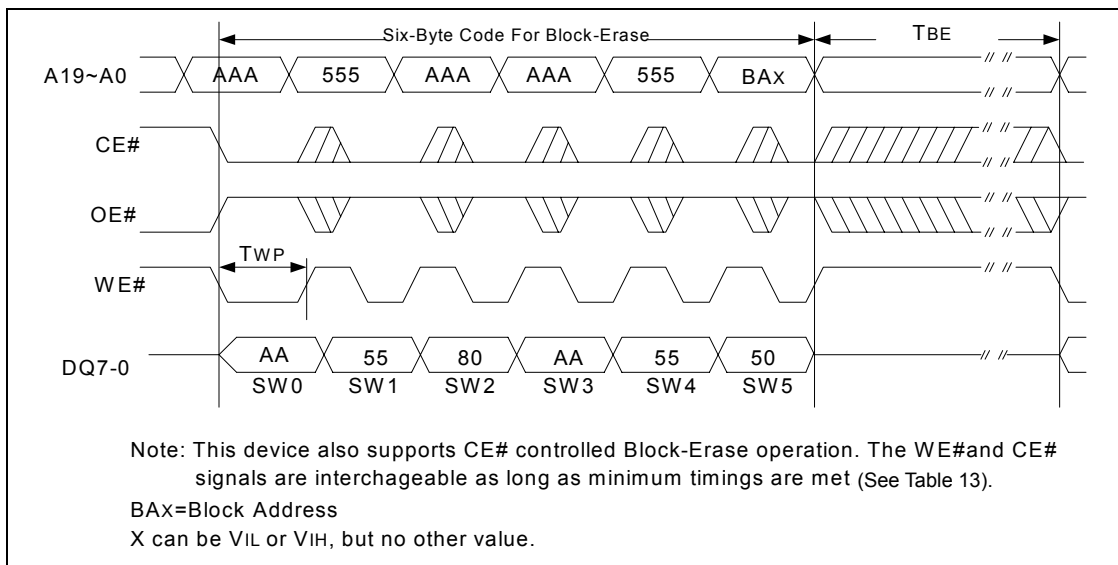 Six-Byte Code For Block-Erase
TBE
A19~A0
AAA 555 AAA AAA 555 BAX
CE#
OE#
TWP
WE#
DQ7-0
AA 55 80 AA 55 50
SW0 SW1 SW2 SW3 SW4 SW5
Note: This device also supports CE# controlled Block-Erase operation. The WE#and CE#
signals are interchageable as long as minimum timings are met (See Table 13).
BAX=Block Address
X can be VIL or VIH, but no other value.